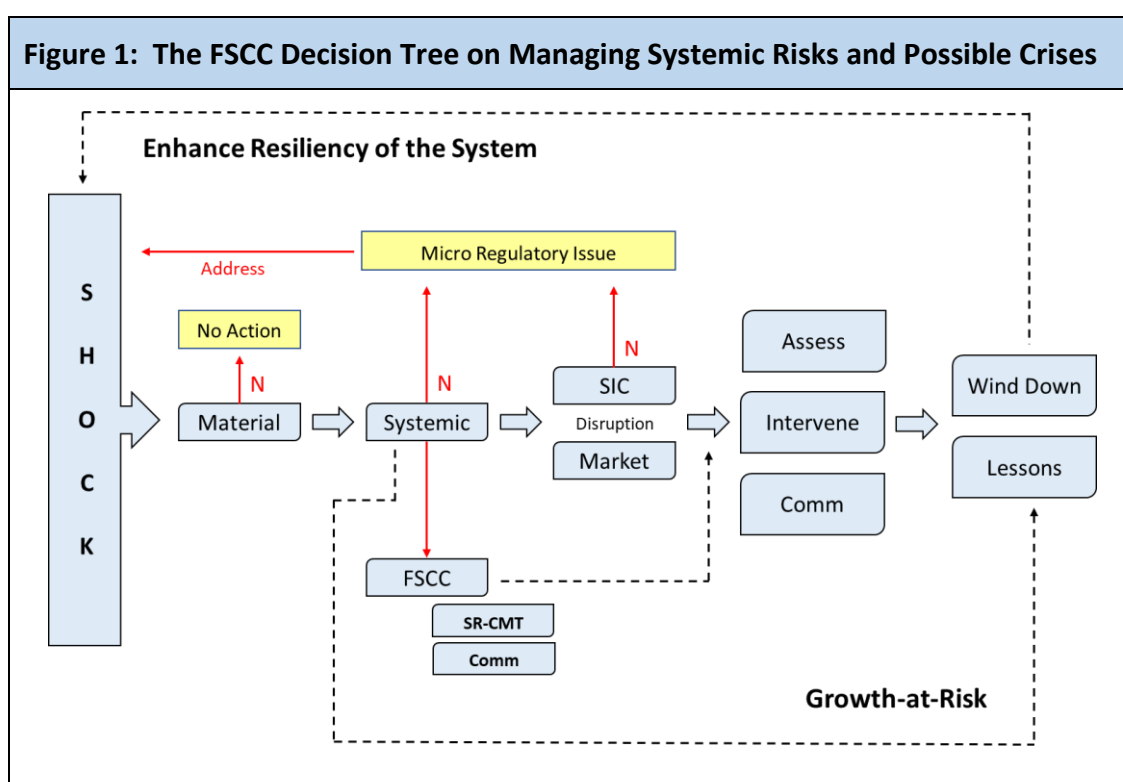 Figure 1:  The FSCC Decision Tree on Managing Systemic Risks and Possible Crises
Enhance Resiliency of the System
S
H
O
C
K
Micro Regulatory Issue
Address
No Action
N
N
N
Material
Systemic
SIC
Disruption
Market
Assess
Intervene
Comm
Wind Down
Lessons
FSCC
SR-CMT
Comm
Growth-at-Risk